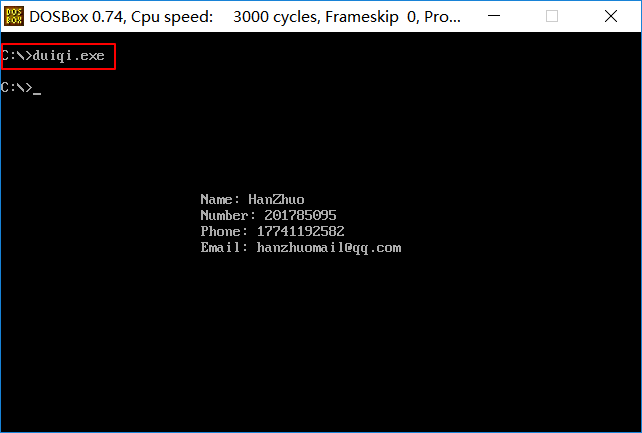 DOSBox 0.74, Cpu speed: 3000 cycles, Frameskip 0, Pro...
C:\>duiqi.exe
C:\>_
Name: HanZhuo
Number: 201785095
Phone: 17741192582
Email: hanzhuomail@qq.com